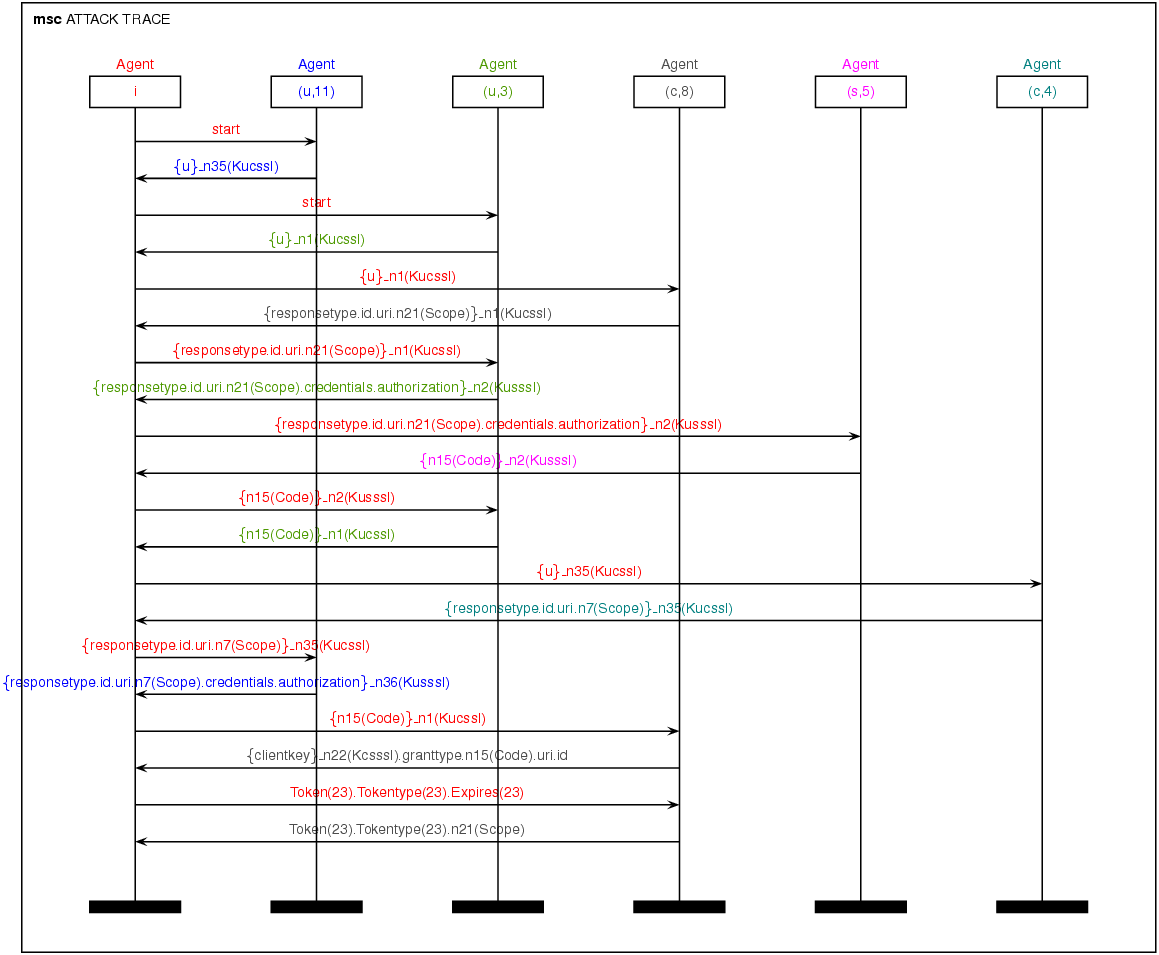 msc ATTACK TRACE
Agent Agent Agent Agent Agent Agent
i (u,11) (u,3) (c,8) (s,5) (c,4)
start
{u}_n35(Kucssl)
start
{u}_n1(Kucssl)
{u}_n1(Kucssl)
{responsetype.id.uri.n21(Scope)}_n1(Kucssl)
{responsetype.id.uri.n21(Scope)}_n1(Kucssl)
{responsetype.id.uri.n21(Scope).credentials.authorization}_n2(Kusssl)
{responsetype.id.uri.n21(Scope).credentials.authorization}_n2(Kusssl)
{n15(Code)}_n2(Kusssl)
{n15(Code)}_n2(Kusssl)
{n15(Code)}_n1(Kucssl)
{u}_n35(Kucssl)
{responsetype.id.uri.n7(Scope)}_n35(Kucssl)
{responsetype.id.uri.n7(Scope)}_n35(Kucssl)
{responsetype.id.uri.n7(Scope).credentials.authorization}_n36(Kusssl)
{n15(Code)}_n1(Kucssl)
{clientkey}_n22(Kcsssl).granttype.n15(Code).uri.id
Token(23).Tokentype(23).Expires(23)
Token(23).Tokentype(23).n21(Scope)